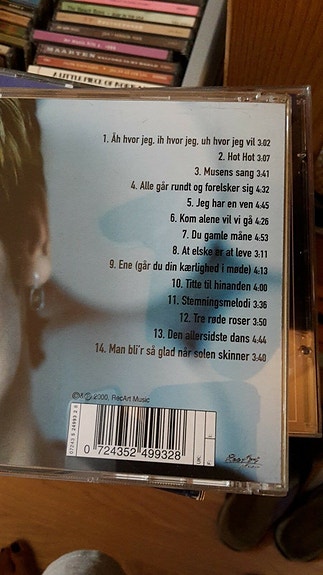 MAARTEN
A LITTLE PIECE OF
1. Åh hvor jeg, ih hvor jeg, uh hvor jeg vil 3:02
2. Hot Hot 3:07
3. Musens sang 3:41
4. Alle går rundt og forelsker sig 4:32
5. Jeg har en ven 4:45
6. Kom alene vil vi gå 4:26
7. Du gamle måne 4:53
8. At elske er at leve 3:11
9. Ene (går du din kærlighed i møde) 4:13
10. Titte til hinanden 4:00
11. Stemningsmelodi 3:36
12. Tre røde roser 3:50
13. Den allersidste dans 4:44
14. Man bli'r så glad når solen skinner 3:40
℗© 2000, RecArt Music
0 724352 499328